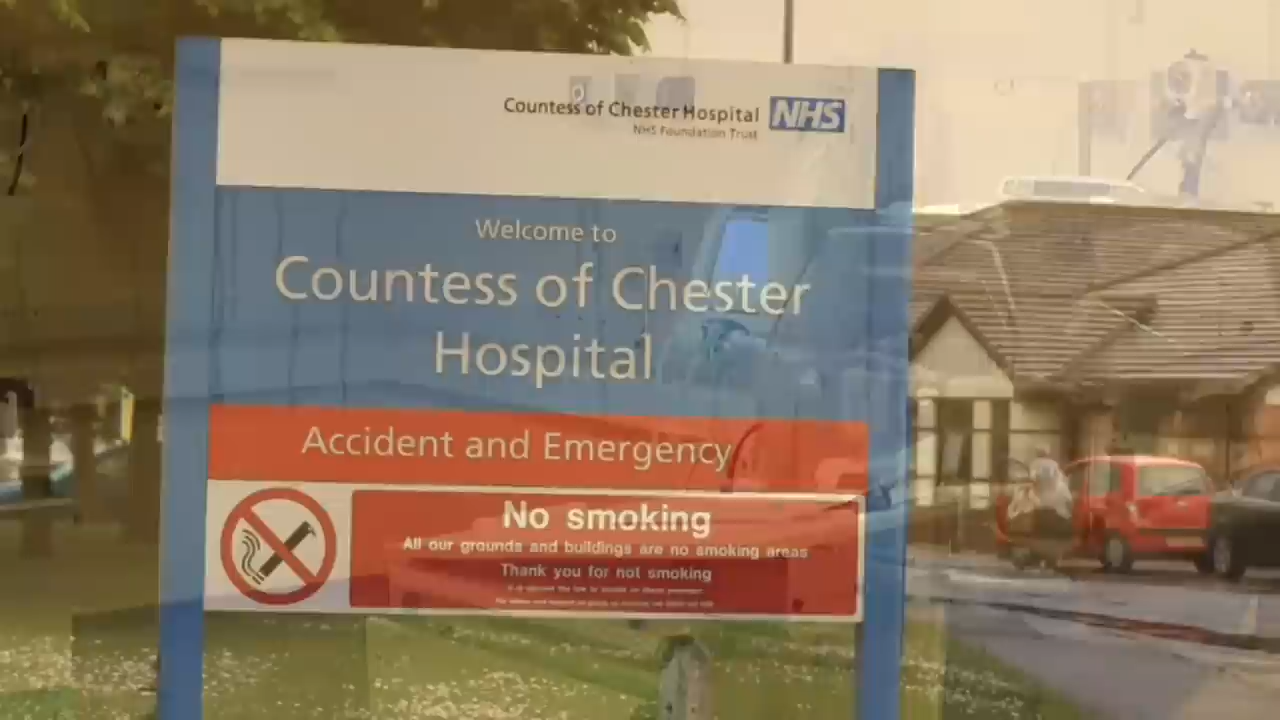 Countess of Chester Hospital NHS
NHS Foundation Trust
Welcome to
Countess of Chester
Hospital
Accident and Emergency
No smoking
All our grounds and buildings are no smoking areas
Thank you for not smoking